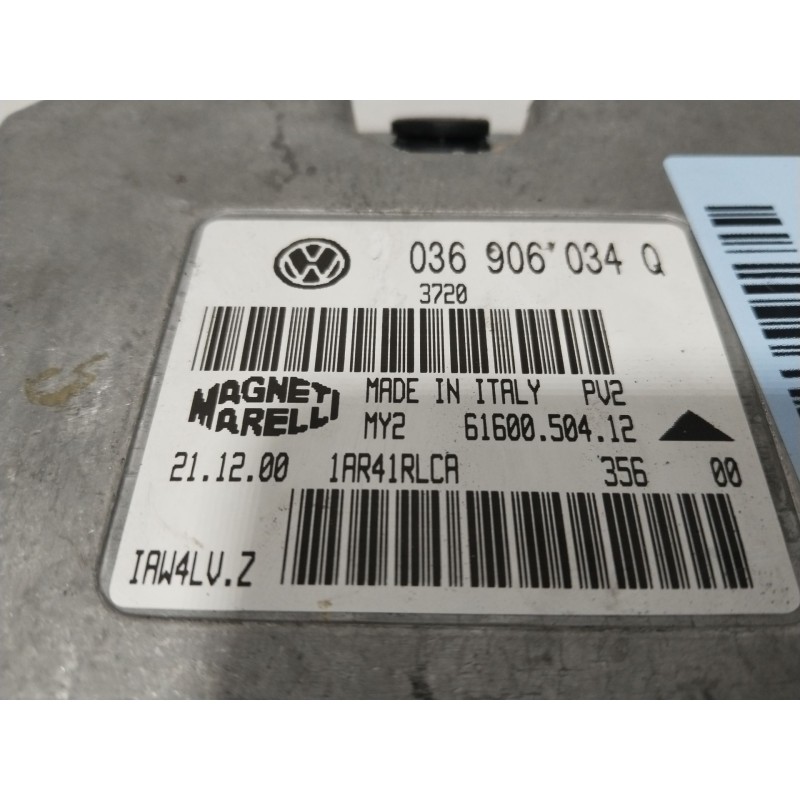 VW 036 906 034 Q
3720
MAGNETI MARELLI
MADE IN ITALY PV2
MY2 61600.504.12
21.12.00 1AR41RLCA 356 00
IAW4LV.Z